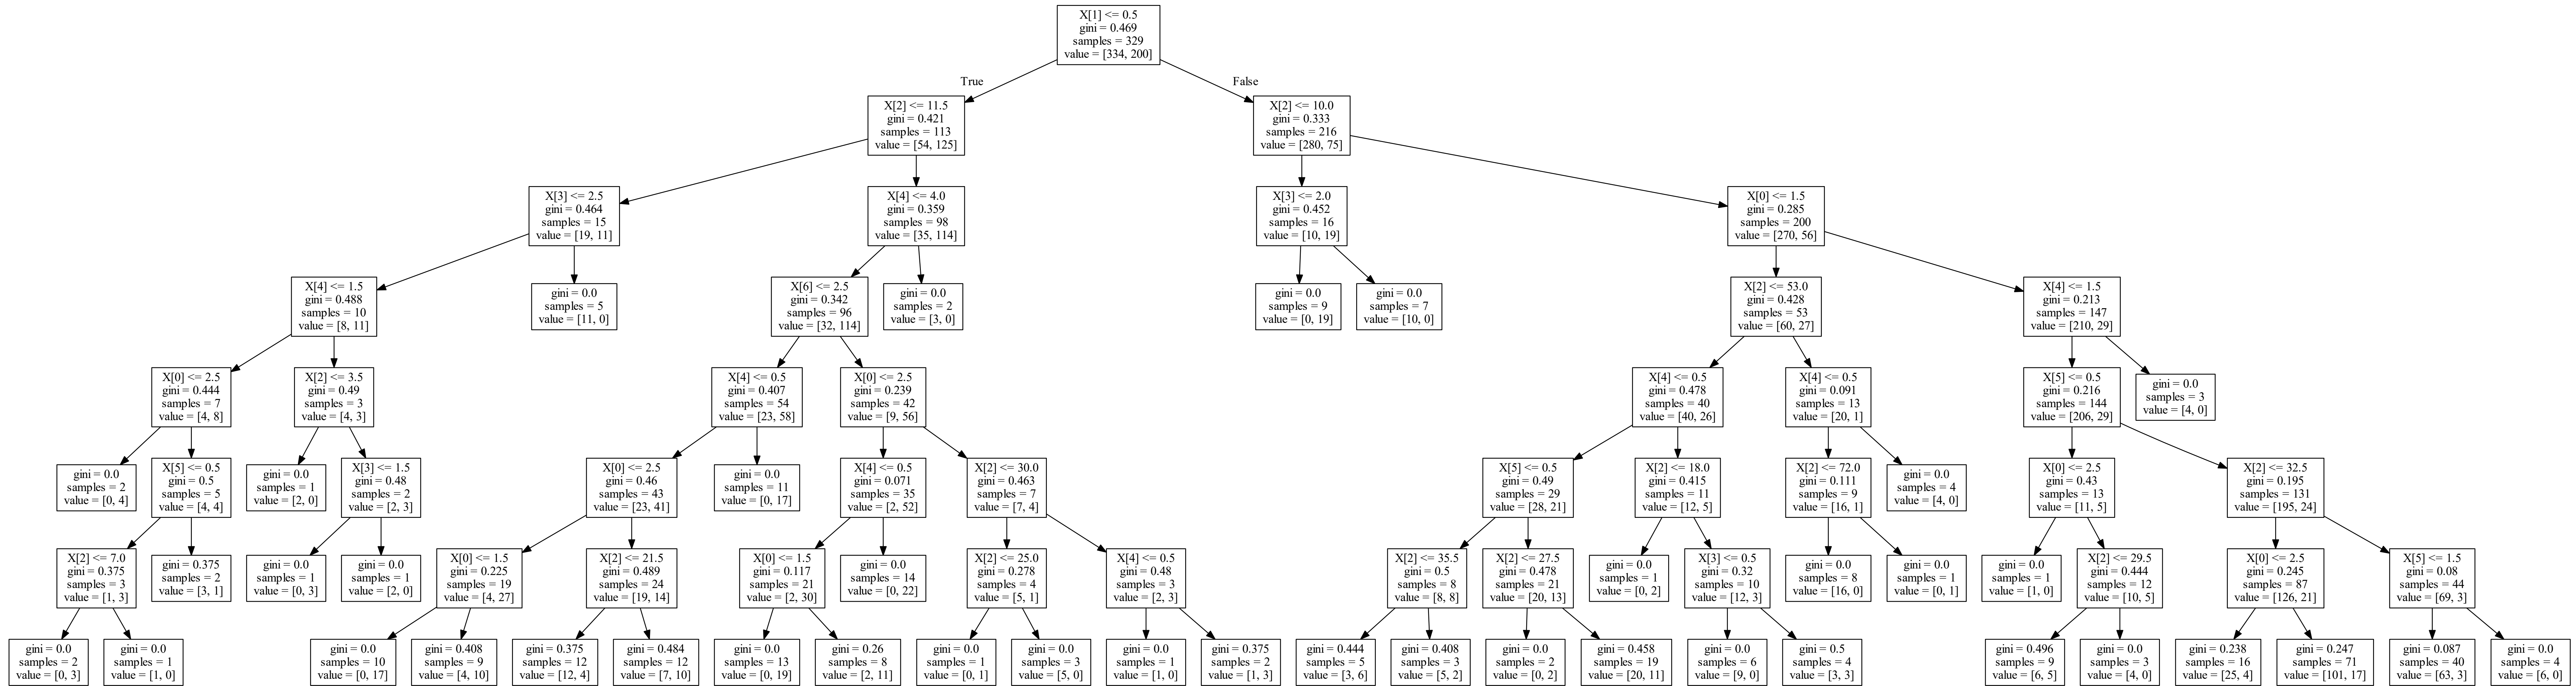 X[1] <= 0.5
gini = 0.469
samples = 329
value = [334, 200]
True
False
X[2] <= 11.5
gini = 0.421
samples = 113
value = [54, 125]
X[2] <= 10.0
gini = 0.333
samples = 216
value = [280, 75]
X[3] <= 2.5
gini = 0.464
samples = 15
value = [19, 11]
X[4] <= 4.0
gini = 0.359
samples = 98
value = [35, 114]
X[3] <= 2.0
gini = 0.452
samples = 16
value = [10, 19]
X[0] <= 1.5
gini = 0.285
samples = 200
value = [270, 56]
X[4] <= 1.5
gini = 0.488
samples = 10
value = [8, 11]
gini = 0.0
samples = 5
value = [11, 0]
X[6] <= 2.5
gini = 0.342
samples = 96
value = [32, 114]
gini = 0.0
samples = 2
value = [3, 0]
gini = 0.0
samples = 9
value = [0, 19]
gini = 0.0
samples = 7
value = [10, 0]
X[2] <= 53.0
gini = 0.428
samples = 53
value = [60, 27]
X[4] <= 1.5
gini = 0.213
samples = 147
value = [210, 29]
X[0] <= 2.5
gini = 0.444
samples = 7
value = [4, 8]
X[2] <= 3.5
gini = 0.49
samples = 3
value = [4, 3]
X[4] <= 0.5
gini = 0.407
samples = 54
value = [23, 58]
X[0] <= 2.5
gini = 0.239
samples = 42
value = [9, 56]
X[4] <= 0.5
gini = 0.478
samples = 40
value = [40, 26]
X[4] <= 0.5
gini = 0.091
samples = 13
value = [20, 1]
X[5] <= 0.5
gini = 0.216
samples = 144
value = [206, 29]
gini = 0.0
samples = 3
value = [4, 0]
gini = 0.0
samples = 2
value = [0, 4]
X[5] <= 0.5
gini = 0.5
samples = 5
value = [4, 4]
gini = 0.0
samples = 1
value = [2, 0]
X[3] <= 1.5
gini = 0.48
samples = 2
value = [2, 3]
X[0] <= 2.5
gini = 0.46
samples = 43
value = [23, 41]
gini = 0.0
samples = 11
value = [0, 17]
X[4] <= 0.5
gini = 0.071
samples = 35
value = [2, 52]
X[2] <= 30.0
gini = 0.463
samples = 7
value = [7, 4]
X[5] <= 0.5
gini = 0.49
samples = 29
value = [28, 21]
X[2] <= 18.0
gini = 0.415
samples = 11
value = [12, 5]
X[2] <= 72.0
gini = 0.111
samples = 9
value = [16, 1]
gini = 0.0
samples = 4
value = [4, 0]
X[0] <= 2.5
gini = 0.43
samples = 13
value = [11, 5]
X[2] <= 32.5
gini = 0.195
samples = 131
value = [195, 24]
X[2] <= 7.0
gini = 0.375
samples = 3
value = [1, 3]
gini = 0.375
samples = 2
value = [3, 1]
gini = 0.0
samples = 1
value = [0, 3]
gini = 0.0
samples = 1
value = [2, 0]
X[0] <= 1.5
gini = 0.225
samples = 19
value = [4, 27]
X[2] <= 21.5
gini = 0.489
samples = 24
value = [19, 14]
X[0] <= 1.5
gini = 0.117
samples = 21
value = [2, 30]
gini = 0.0
samples = 14
value = [0, 22]
X[2] <= 25.0
gini = 0.278
samples = 4
value = [5, 1]
X[4] <= 0.5
gini = 0.48
samples = 3
value = [2, 3]
X[2] <= 35.5
gini = 0.5
samples = 8
value = [8, 8]
X[2] <= 27.5
gini = 0.478
samples = 21
value = [20, 13]
gini = 0.0
samples = 1
value = [0, 2]
X[3] <= 0.5
gini = 0.32
samples = 10
value = [12, 3]
gini = 0.0
samples = 8
value = [16, 0]
gini = 0.0
samples = 1
value = [0, 1]
gini = 0.0
samples = 1
value = [1, 0]
X[2] <= 29.5
gini = 0.444
samples = 12
value = [10, 5]
X[0] <= 2.5
gini = 0.245
samples = 87
value = [126, 21]
X[5] <= 1.5
gini = 0.08
samples = 44
value = [69, 3]
gini = 0.0
samples = 2
value = [0, 3]
gini = 0.0
samples = 1
value = [1, 0]
gini = 0.0
samples = 10
value = [0, 17]
gini = 0.408
samples = 9
value = [4, 10]
gini = 0.375
samples = 12
value = [12, 4]
gini = 0.484
samples = 12
value = [7, 10]
gini = 0.0
samples = 13
value = [0, 19]
gini = 0.26
samples = 8
value = [2, 11]
gini = 0.0
samples = 1
value = [0, 1]
gini = 0.0
samples = 3
value = [5, 0]
gini = 0.0
samples = 1
value = [1, 0]
gini = 0.375
samples = 2
value = [1, 3]
gini = 0.444
samples = 5
value = [3, 6]
gini = 0.408
samples = 3
value = [5, 2]
gini = 0.0
samples = 2
value = [0, 2]
gini = 0.458
samples = 19
value = [20, 11]
gini = 0.0
samples = 6
value = [9, 0]
gini = 0.5
samples = 4
value = [3, 3]
gini = 0.496
samples = 9
value = [6, 5]
gini = 0.0
samples = 3
value = [4, 0]
gini = 0.238
samples = 16
value = [25, 4]
gini = 0.247
samples = 71
value = [101, 17]
gini = 0.087
samples = 40
value = [63, 3]
gini = 0.0
samples = 4
value = [6, 0]